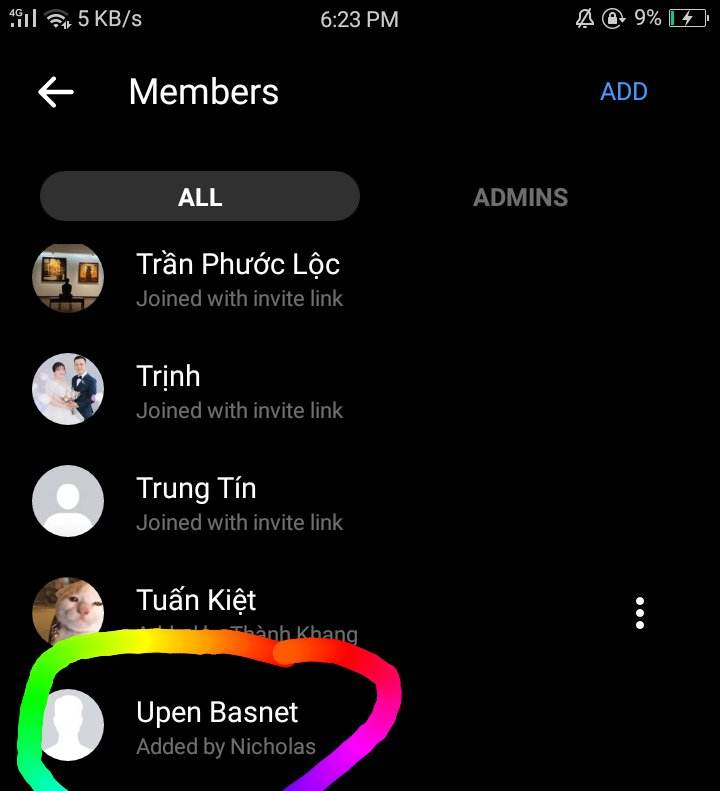 4G 5 KB/s 6:23 PM 9%
Members ADD
ALL ADMINS
Trần Phước Lộc
Joined with invite link
Trịnh
Joined with invite link
Trung Tín
Joined with invite link
Tuấn Kiệt
Added by Thành Khang
Upen Basnet
Added by Nicholas